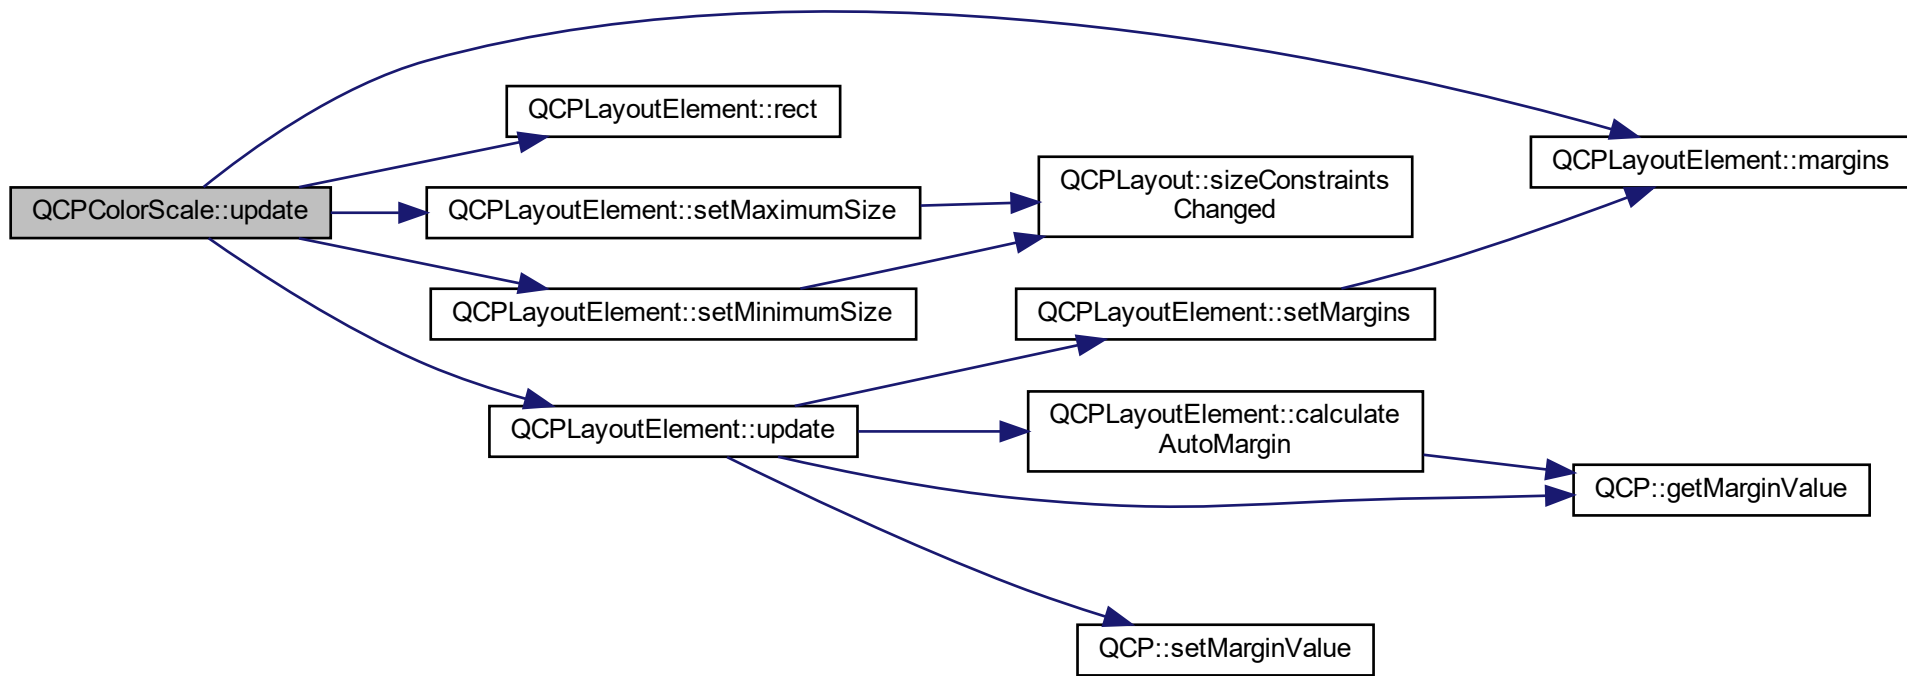 QCPLayoutElement::rect
QCPLayoutElement::margins
QCPLayout::sizeConstraints
Changed
QCPColorScale::update
QCPLayoutElement::setMaximumSize
QCPLayoutElement::setMinimumSize
QCPLayoutElement::setMargins
QCPLayoutElement::update
QCPLayoutElement::calculate
AutoMargin
QCP::getMarginValue
QCP::setMarginValue